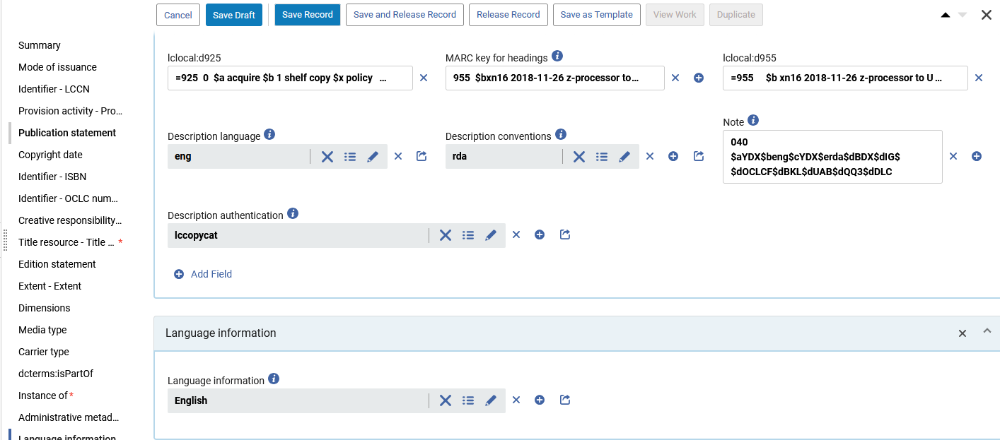 Cancel
Save Draft
Save Record
Save and Release Record
Release Record
Save as Template
View Work
Duplicate
Summary
Mode of issuance
Identifier - LCCN
Provision activity - Pro...
Publication statement
Copyright date
Identifier - ISBN
Identifier - OCLC num...
Creative responsibility...
Title resource - Title ... *
Edition statement
Extent - Extent
Dimensions
Media type
Carrier type
dcterms:isPartOf
Instance of *
Administrative metad...
Language information
lclocal:d925
=925 0 $a acquire $b 1 shelf copy $x policy ...
MARC key for headings
955 $bxn16 2018-11-26 z-processor to...
lclocal:d955
=955 $b xn16 2018-11-26 z-processor to U ...
Description language
eng
Description conventions
rda
Note
040
$aYDX$beng$cYDX$erda$dBDX$dIG$
$dOCLCF$dBKL$dUAB$dQQ3$dDLC
Description authentication
lccopycat
Add Field
Language information
Language information
English